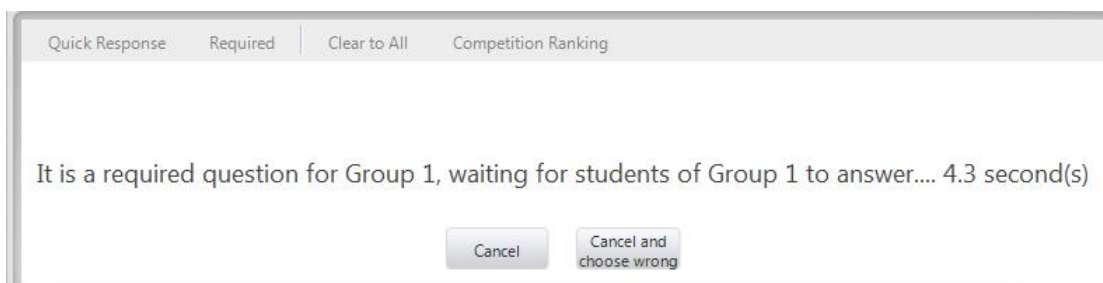 Quick Response Required Clear to All Competition Ranking
It is a required question for Group 1, waiting for students of Group 1 to answer.... 4.3 second(s)
Cancel
Cancel and
choose wrong